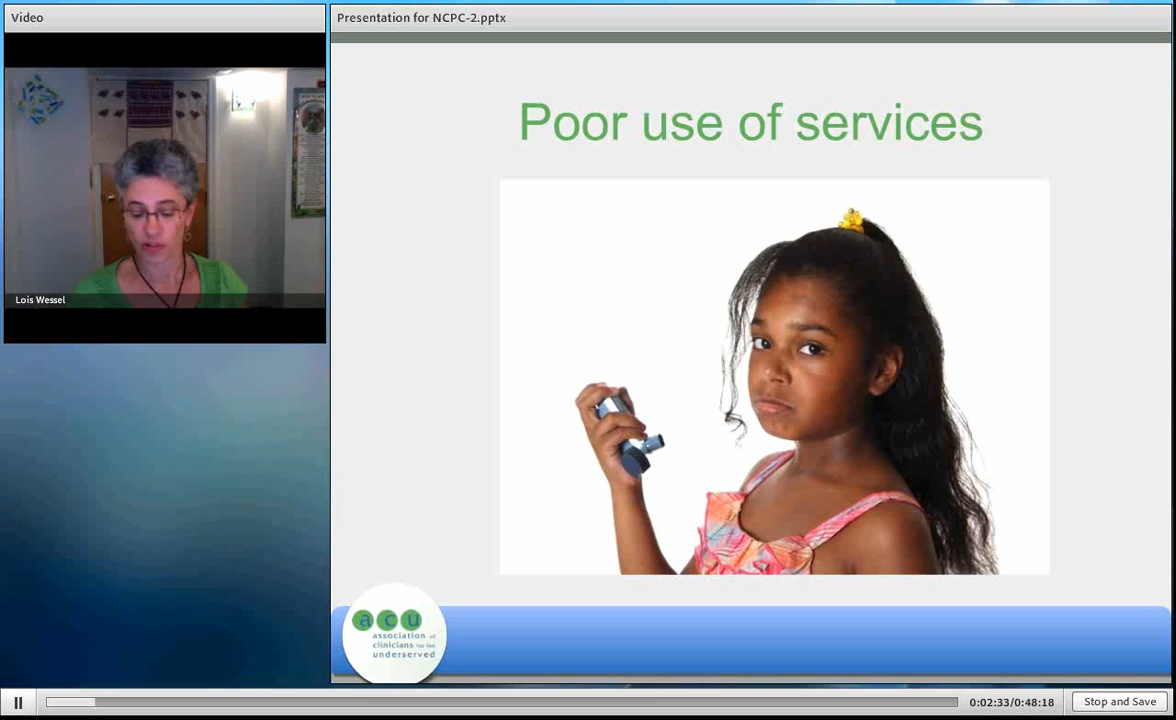 Video
Presentation for NCPC-2.pptx
Poor use of services
Lois Wessel
acu
association of
clinicians for the
underserved
0:02:33/0:48:18
Stop and Save